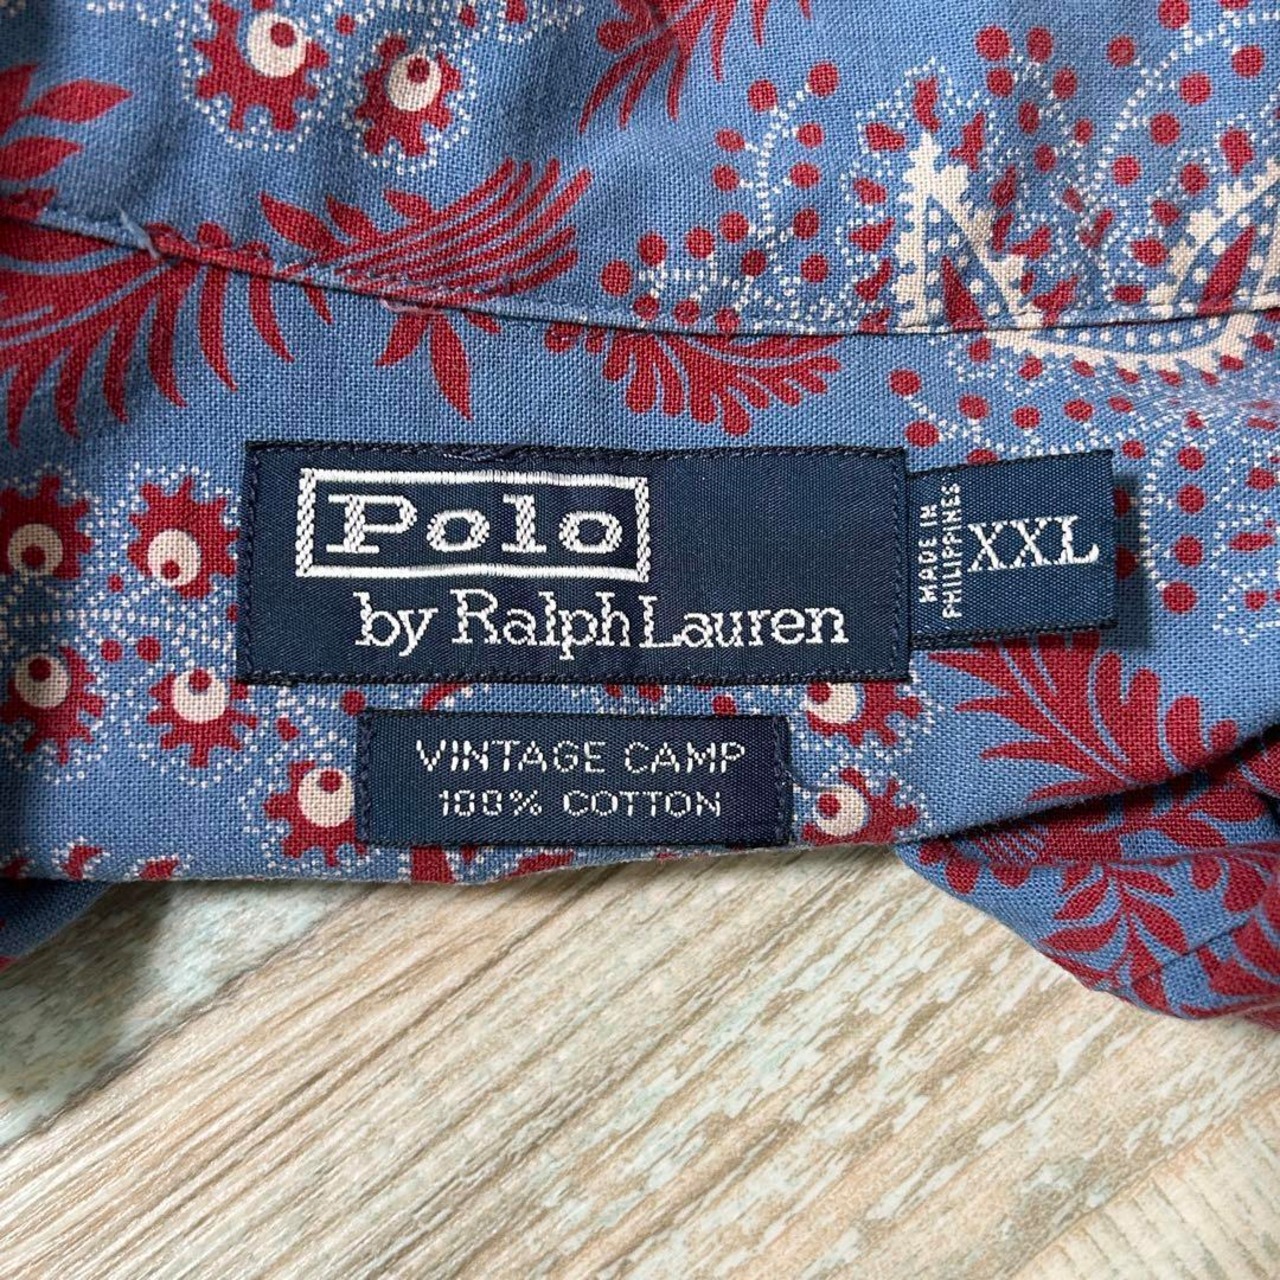 Polo
by Ralph Lauren
MADE IN
PHILIPPINES
XXL
VINTAGE CAMP
100% COTTON